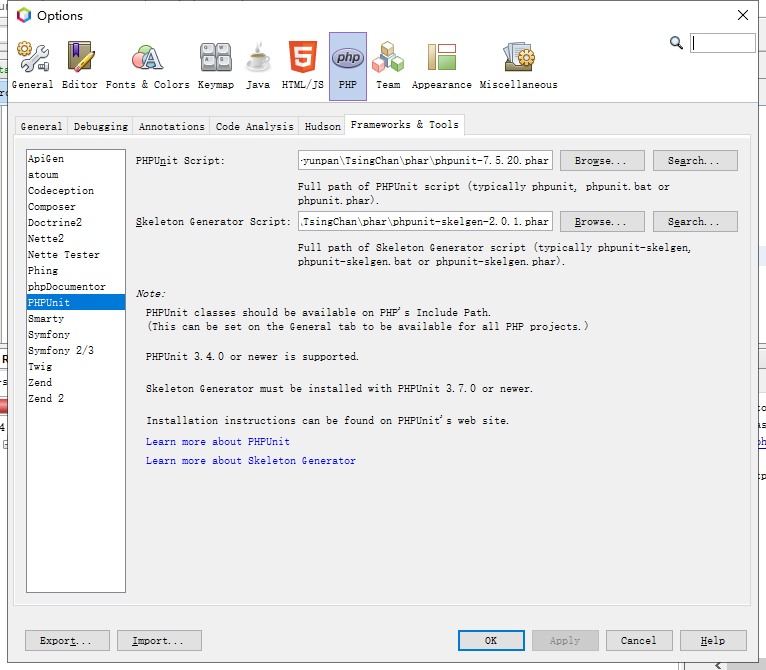 Options
General Editor Fonts & Colors Keymap Java HTML/JS PHP Team Appearance Miscellaneous
General Debugging Annotations Code Analysis Hudson Frameworks & Tools
ApiGen
atoum
Codeception
Composer
Doctrine2
Nette2
Nette Tester
Phing
phpDocumentor
PHPUnit
Smarty
Symfony
Symfony 2/3
Twig
Zend
Zend 2
PHPUnit Script: yunpan\TsingChan\phar\phpunit-7.5.20.phar Browse... Search...
Full path of PHPUnit script (typically phpunit, phpunit.bat or
phpunit.phar).
Skeleton Generator Script: TsingChan\phar\phpunit-skelgen-2.0.1.phar Browse... Search...
Full path of Skeleton Generator script (typically phpunit-skelgen,
phpunit-skelgen.bat or phpunit-skelgen.phar).
Note:
PHPUnit classes should be available on PHP's Include Path.
(This can be set on the General tab to be available for all PHP projects.)
PHPUnit 3.4.0 or newer is supported.
Skeleton Generator must be installed with PHPUnit 3.7.0 or newer.
Installation instructions can be found on PHPUnit's web site.
Learn more about PHPUnit
Learn more about Skeleton Generator
Export... Import... OK Apply Cancel Help